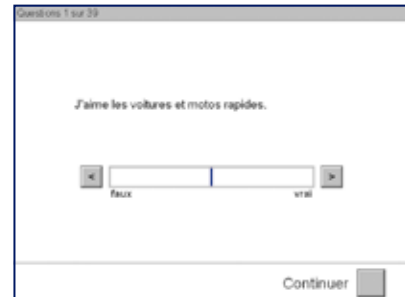 Questions 1 sur 39
J'aime les voitures et motos rapides.
< >
faux vrai
Continuer